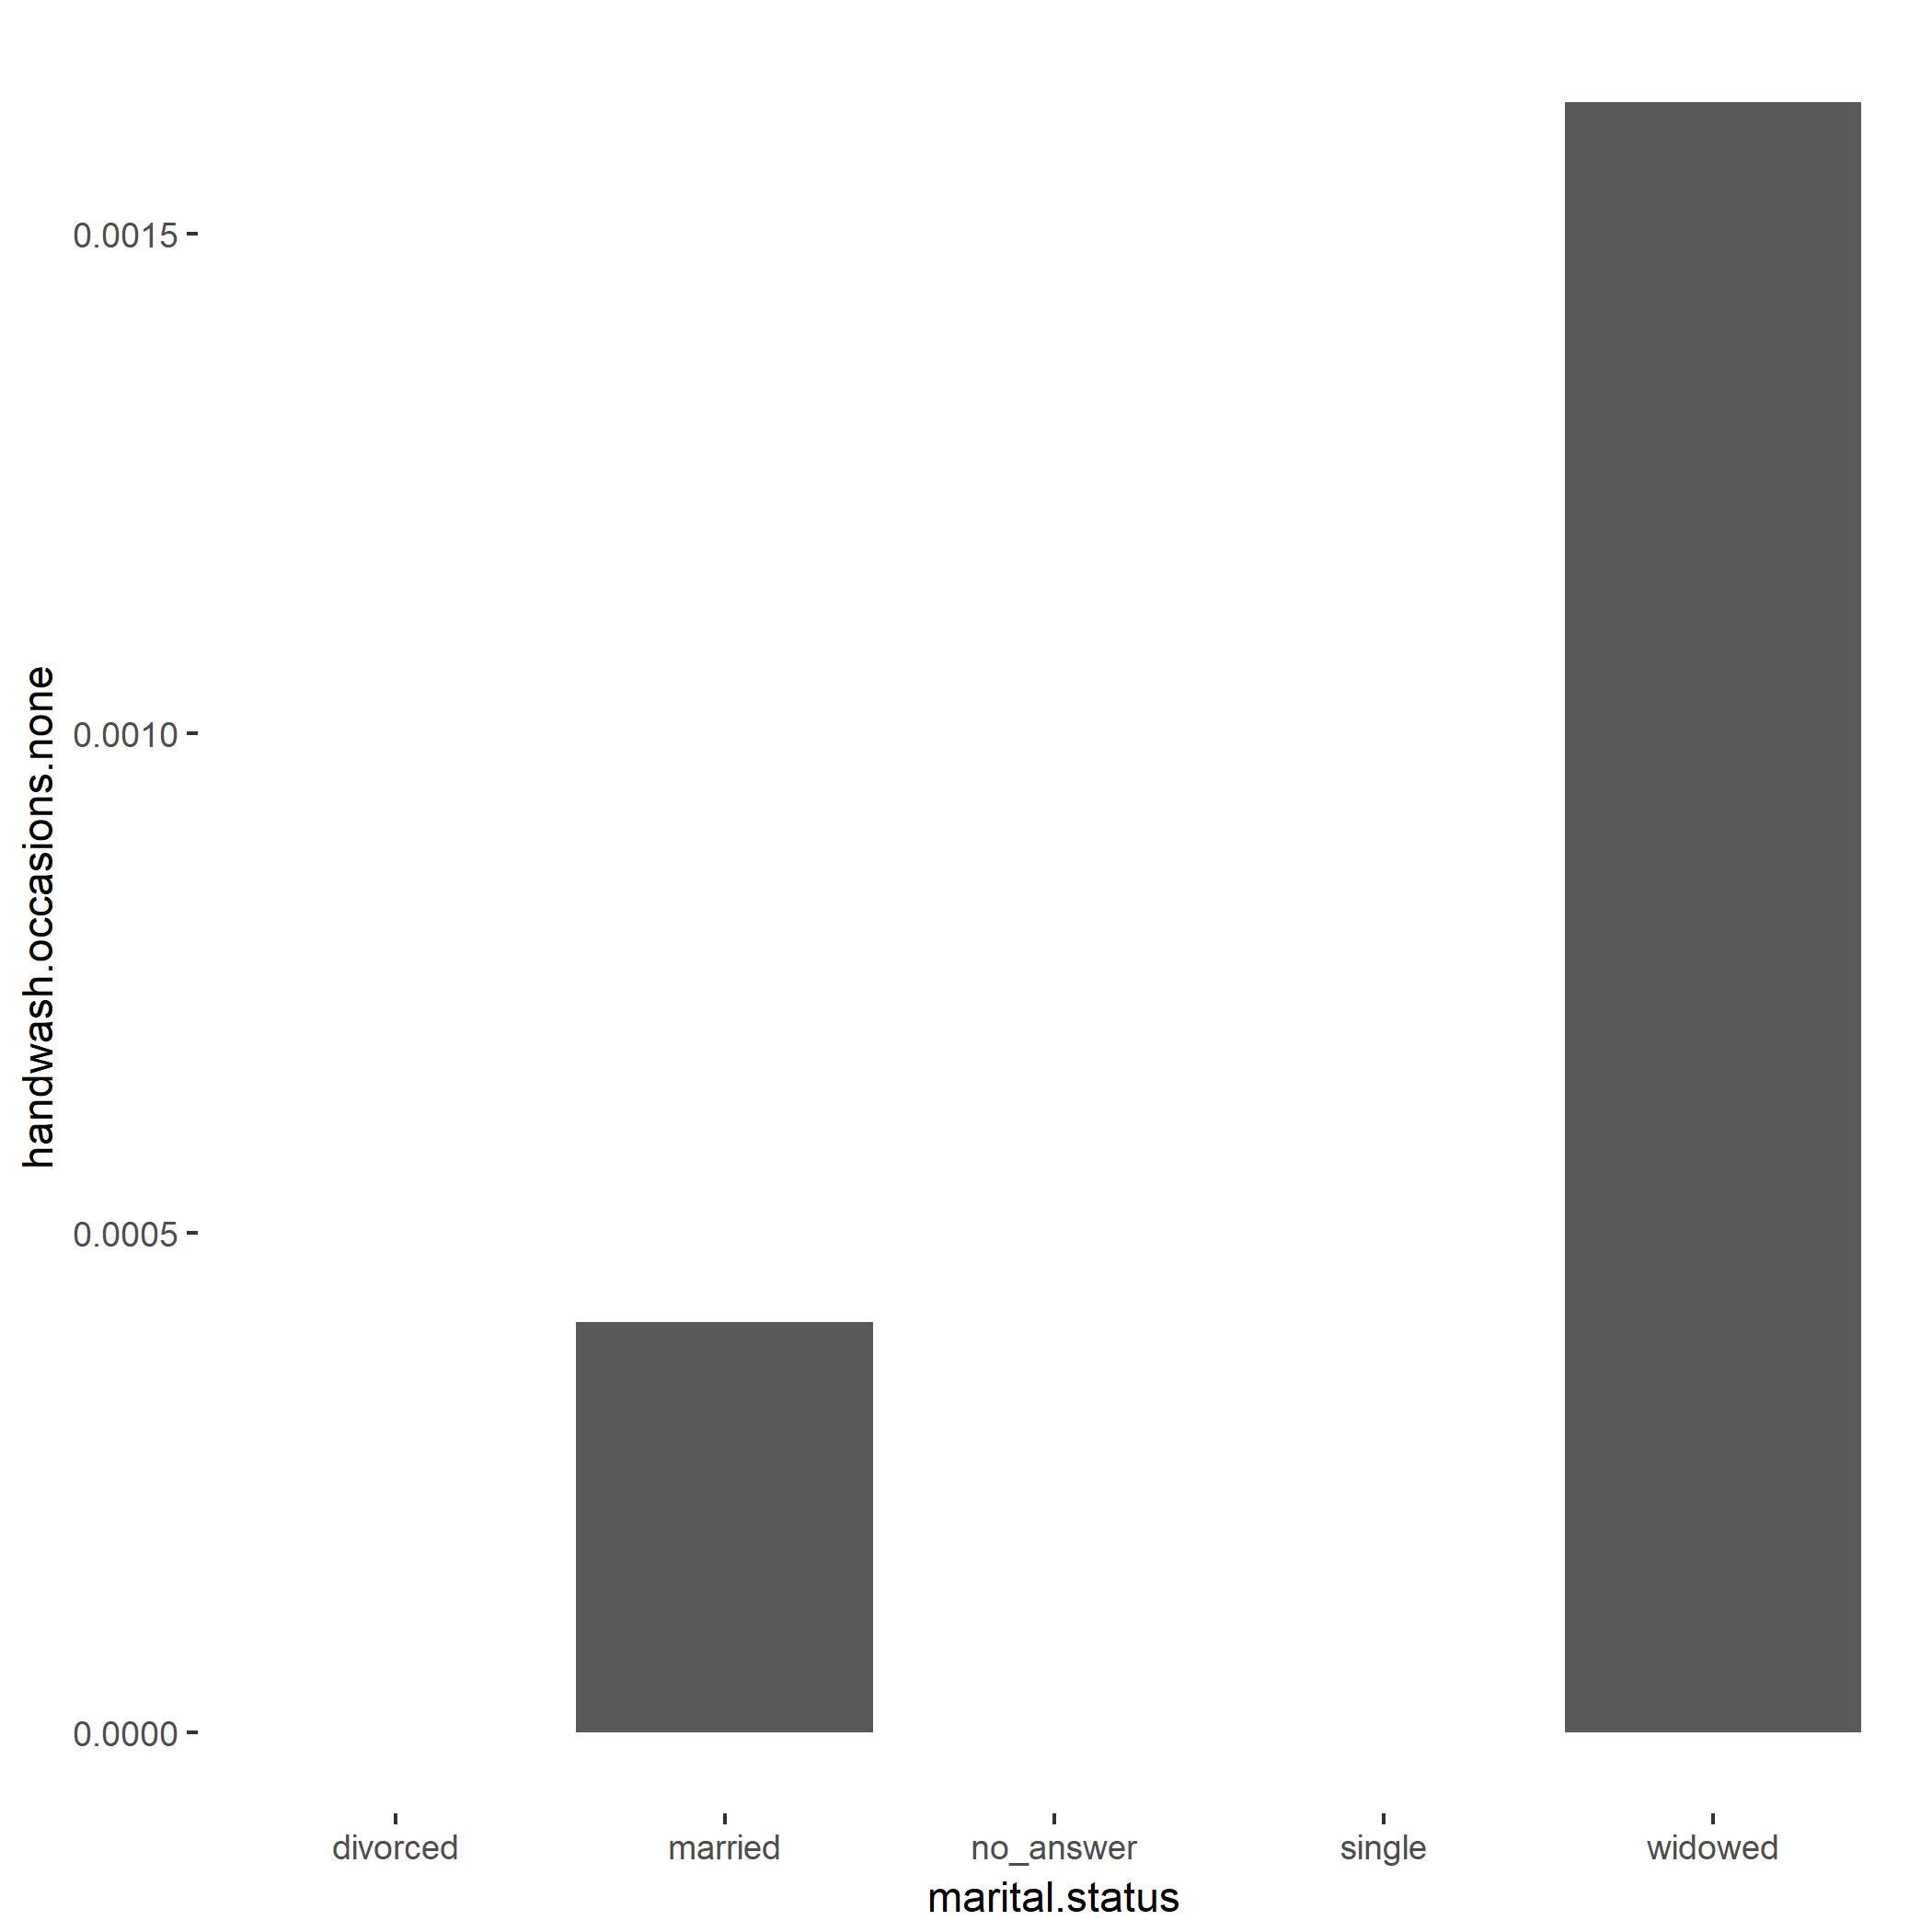 handwash.occasions.none
0.0015
0.0010
0.0005
0.0000
divorced married no_answer single widowed
marital.status